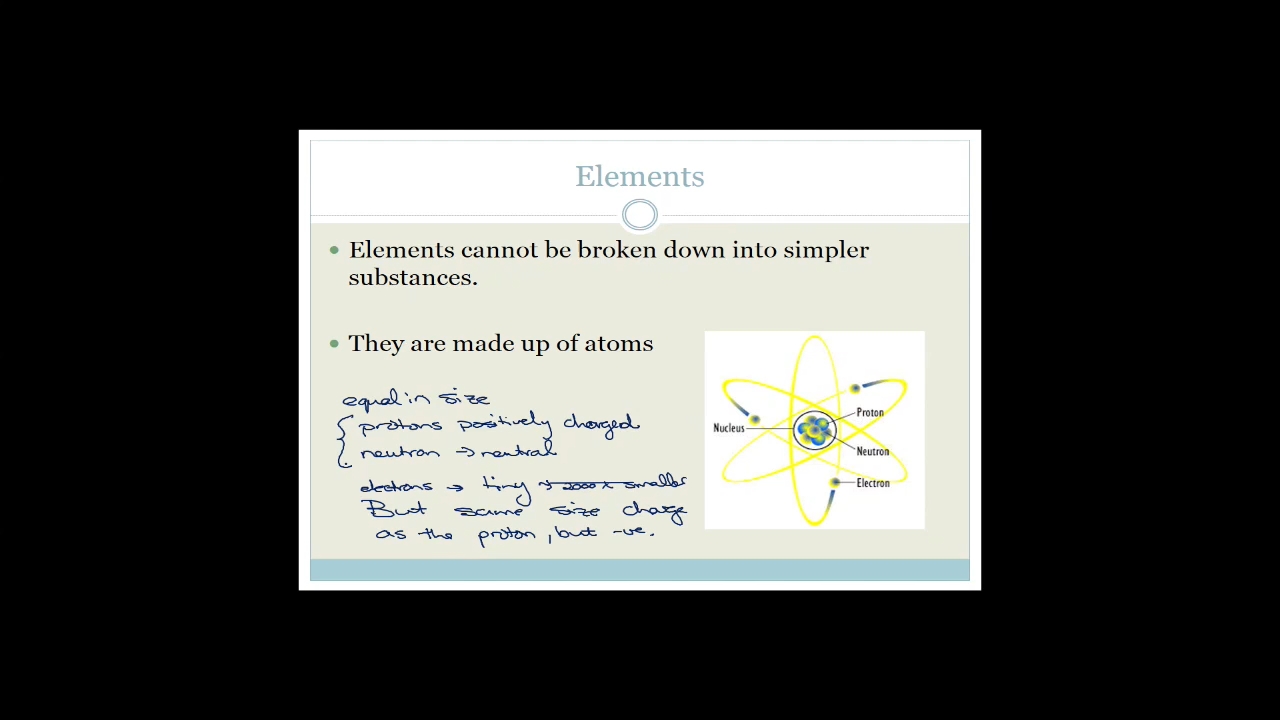 Elements
Elements cannot be broken down into simpler
substances.
They are made up of atoms
equal in size
protons positively charged
neutron → neutral
electrons → tiny → 2000x smaller
But same size charge
as the proton, but -ve.
Proton
Nucleus
Neutron
Electron